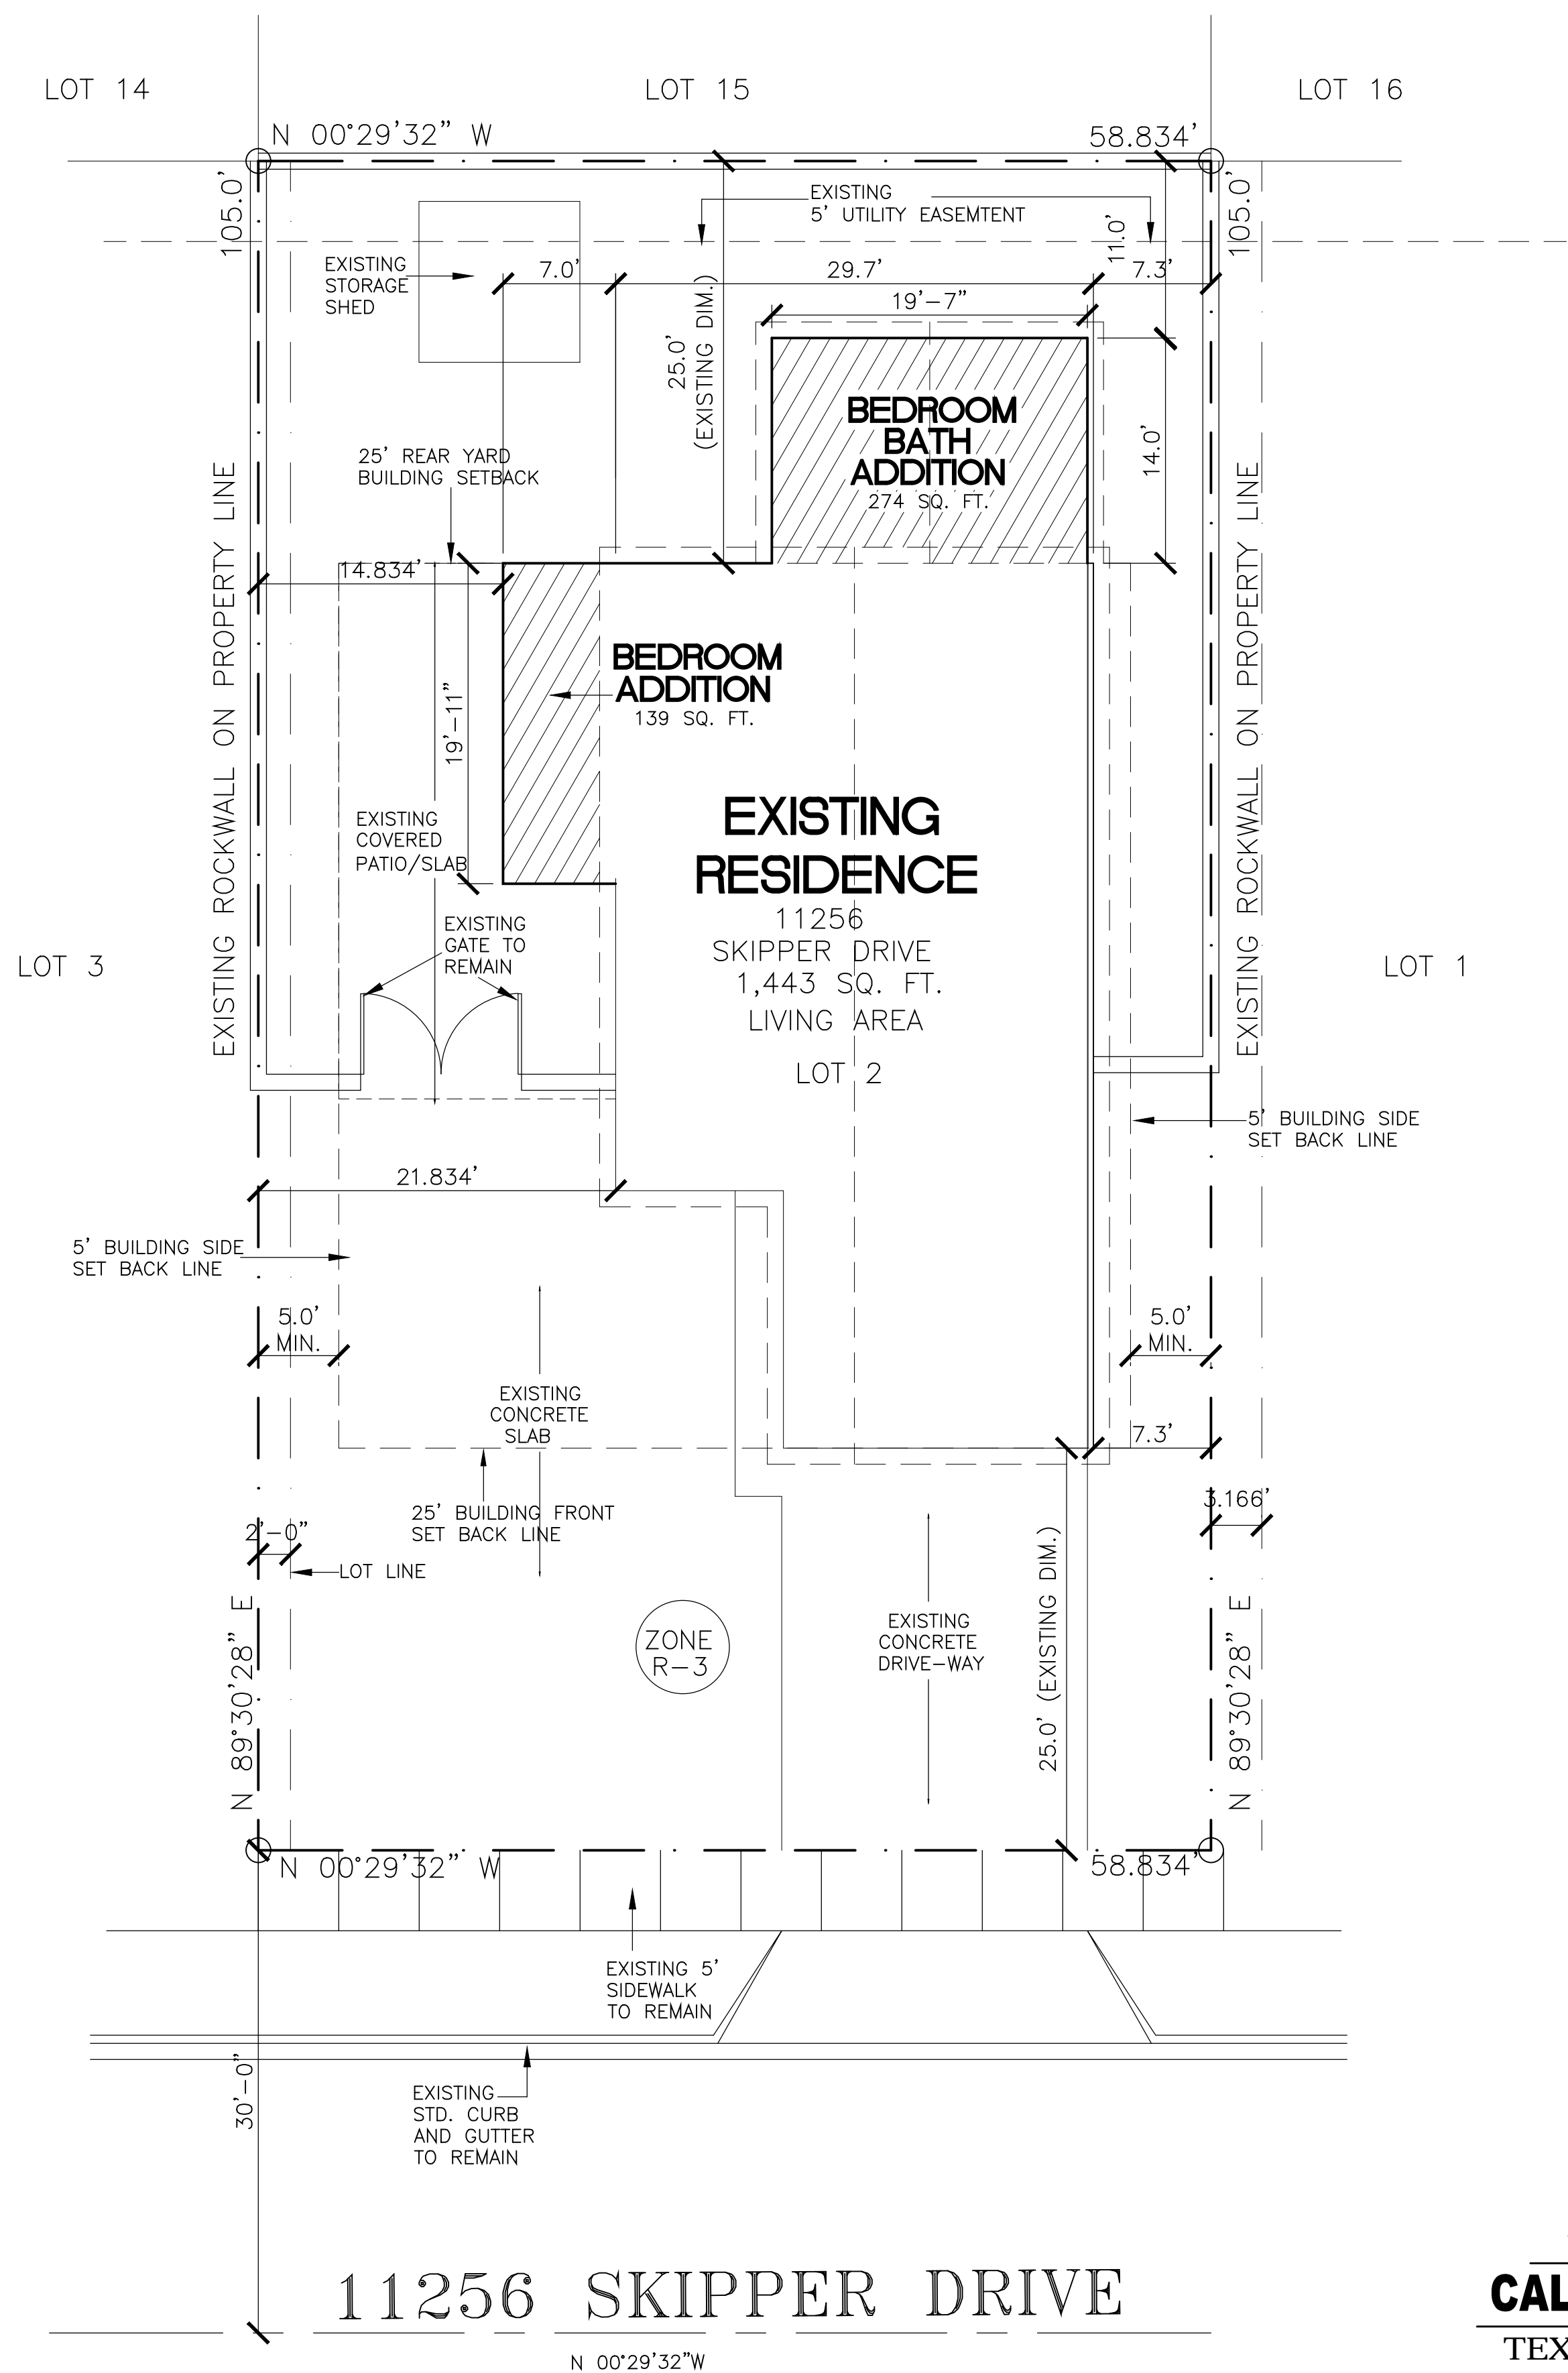 LOT 14
LOT 15
LOT 16
N 00°29'32" W
58.834'
105.0'
105.0'
EXISTING
5' UTILITY EASEMTENT
11.0'
EXISTING
STORAGE
SHED
7.0'
29.7'
7.3'
19'-7"
25.0'
(EXISTING DIM.)
BEDROOM
BATH
ADDITION
274 SQ. FT.
14.0'
25' REAR YARD
BUILDING SETBACK
EXISTING ROCKWALL ON PROPERTY LINE
EXISTING ROCKWALL ON PROPERTY LINE
14.834'
BEDROOM
ADDITION
139 SQ. FT.
19'-11"
EXISTING
COVERED
PATIO/SLAB
EXISTING
RESIDENCE
11256
SKIPPER DRIVE
1,443 SQ. FT.
LIVING AREA
LOT 2
EXISTING
GATE TO
REMAIN
LOT 3
LOT 1
5' BUILDING SIDE
SET BACK LINE
21.834'
5' BUILDING SIDE
SET BACK LINE
5.0'
MIN.
5.0'
MIN.
EXISTING
CONCRETE
SLAB
7.3'
25' BUILDING FRONT
SET BACK LINE
3.166'
2'-0"
LOT LINE
25.0' (EXISTING DIM.)
N 89°30'28" E
N 89°30'28" E
ZONE
R-3
EXISTING
CONCRETE
DRIVE-WAY
N 00°29'32" W
58.834'
EXISTING 5'
SIDEWALK
TO REMAIN
30'-0"
EXISTING
STD. CURB
AND GUTTER
TO REMAIN
11256 SKIPPER DRIVE
N 00°29'32"W
CAL
TEX